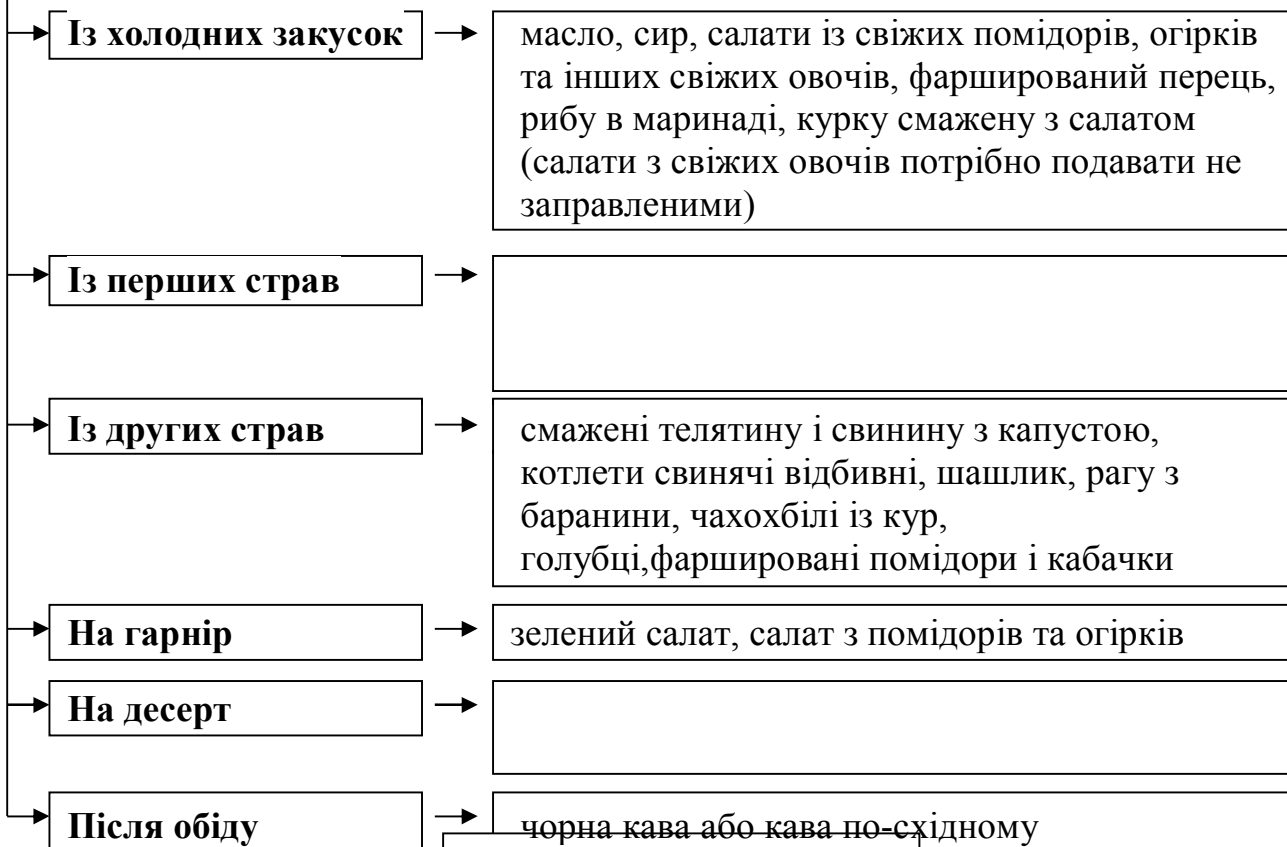 Із холодних закусок
масло, сир, салати із свіжих помідорів, огірків
та інших свіжих овочів, фарширований перець,
рибу в маринаді, курку смажену з салатом
(салати з свіжих овочів потрібно подавати не
заправленими)
Із перших страв
Із других страв
смажені телятину і свинину з капустою,
котлети свинячі відбивні, шашлик, рагу з
баранини, чахохбілі із кур,
голубці,фаршировані помідори і кабачки
На гарнір
зелений салат, салат з помідорів та огірків
На десерт
Після обіду
чорна кава або кава по-східному